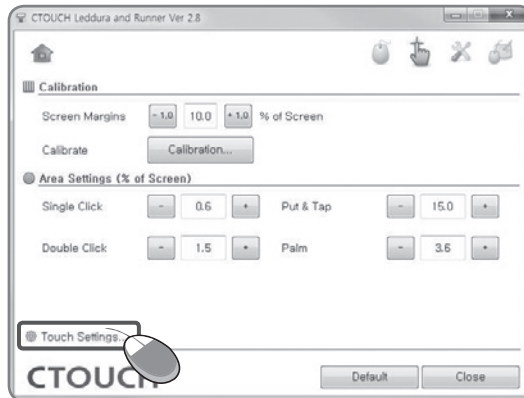 CTOUCH Leddura and Runner Ver 2.8
Calibration
Screen Margins - 1,0 10.0 + 1,0 % of Screen
Calibrate Calibration...
Area Settings (% of Screen)
Single Click - 0.6 + Put & Tap - 15.0 +
Double Click - 1.5 + Palm - 3.6 +
Touch Settings...
CTOUCH Default Close